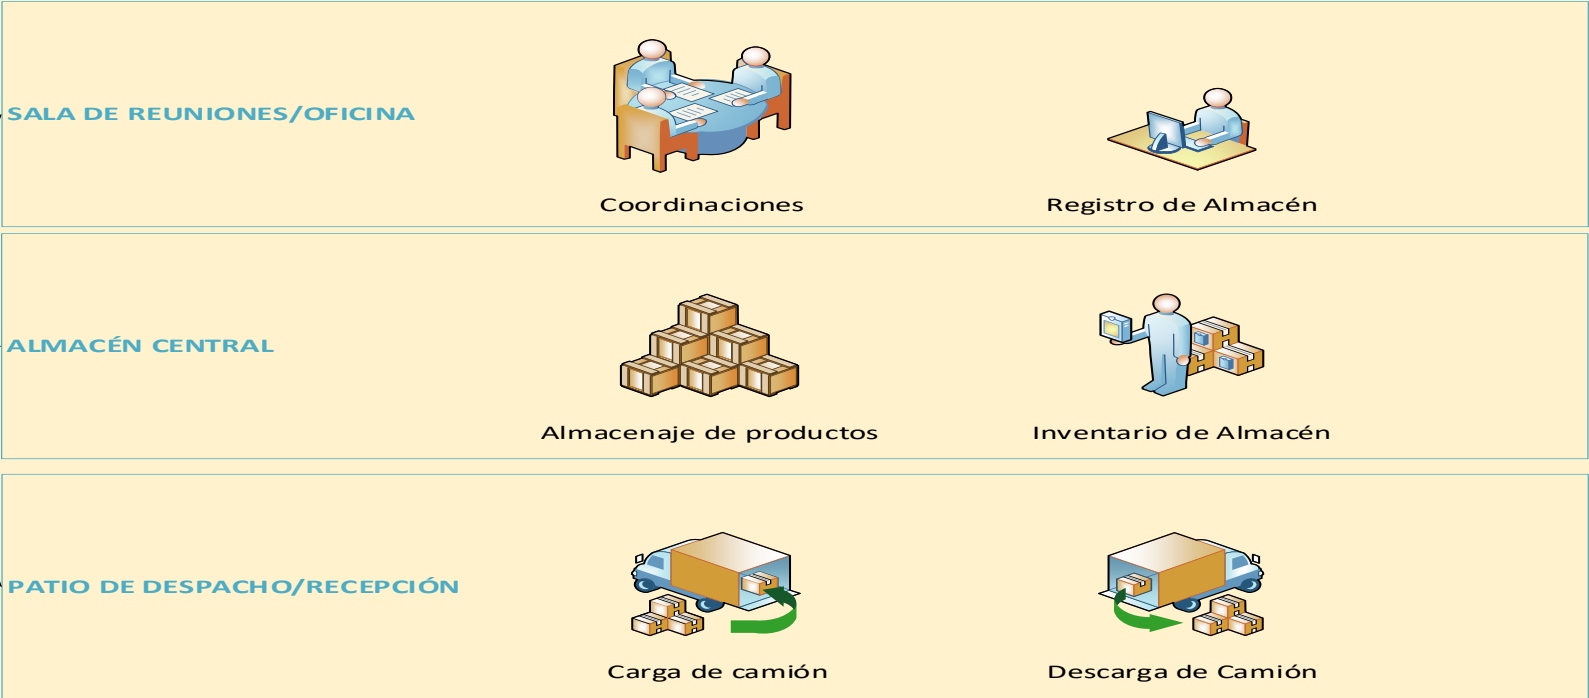 SALA DE REUNIONES/OFICINA
Coordinaciones
Registro de Almacén
ALMACÉN CENTRAL
Almacenaje de productos
Inventario de Almacén
PATIO DE DESPACHO/RECEPCIÓN
Carga de camión
Descarga de Camión